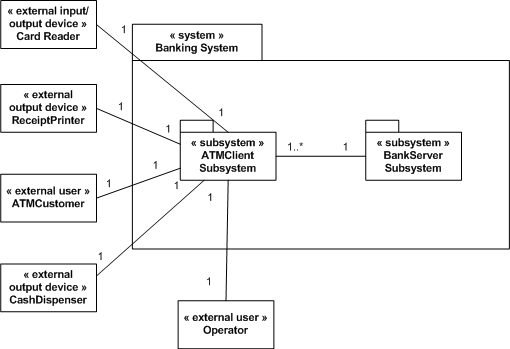 « external input/
output device »
Card Reader
1
« system »
Banking System
« external
output device »
ReceiptPrinter
1
1
1
« subsystem »
ATMClient
Subsystem
1..*
1
« subsystem »
BankServer
Subsystem
« external user »
ATMCustomer
1
1
1
1
« external
output device »
CashDispenser
1
1
« external user »
Operator